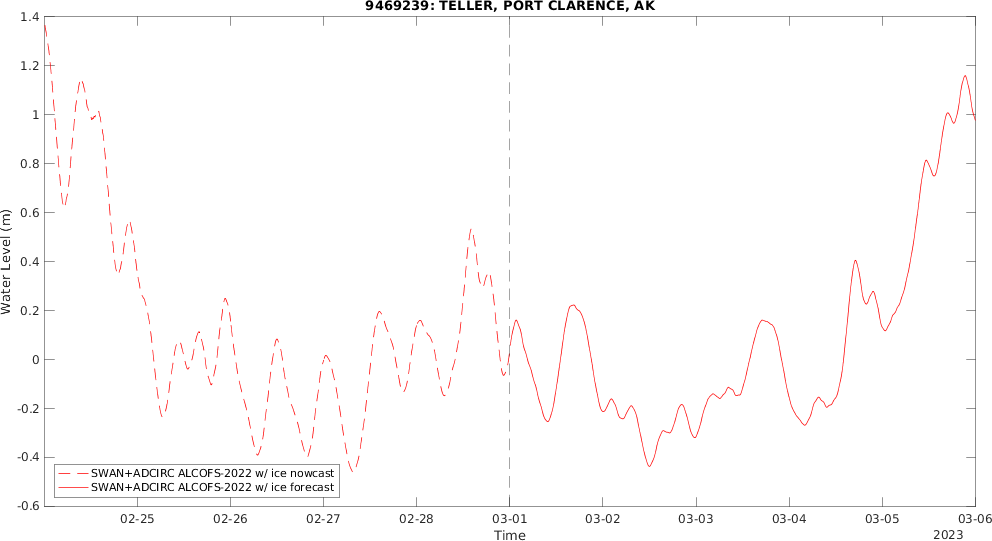 9469239: TELLER, PORT CLARENCE, AK
1.4
1.2
1
0.8
0.6
0.4
0.2
0
-0.2
-0.4
-0.6
Water Level (m)
SWAN+ADCIRC ALCOFS-2022 w/ ice nowcast
SWAN+ADCIRC ALCOFS-2022 w/ ice forecast
02-25 02-26 02-27 02-28 03-01 03-02 03-03 03-04 03-05 03-06
Time
2023